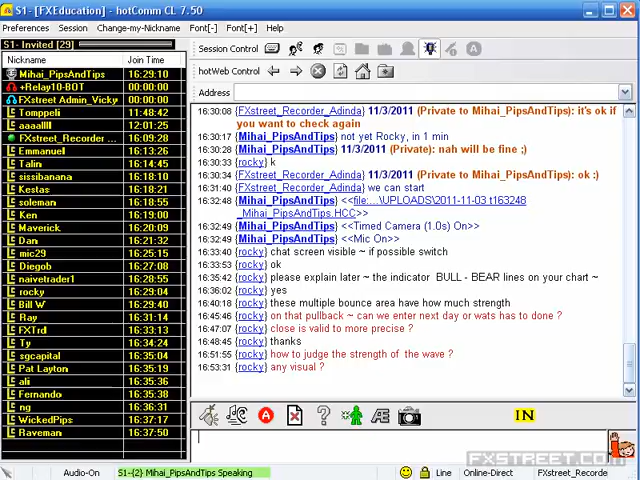 S1- [FXEducation] - hotComm CL 7.50
Preferences Session Change-my-Nickname Font[-] Font[+] Help
S1- Invited [29]
Session Control
Nickname Join Time
hotWeb Control
Address
Mihai_PipsAndTips 16:29:10
+Relay10-BOT 00:00:00
FXstreet Admin_Vicky 00:00:00
Tomppeli 11:48:42
aaaallll 12:01:25
FXstreet_Recorder ... 16:09:28
Emmanuel 16:13:26
Talin 16:14:45
sissibanana 16:18:10
Kestas 16:18:21
soleman 16:18:55
Ken 16:19:00
Maverick 16:20:09
Dan 16:21:32
mic29 16:25:51
Diegob 16:27:08
naivetrader1 16:28:55
rocky 16:29:04
Bill W 16:29:40
Ray 16:31:14
FXTrd 16:33:13
Ty 16:34:24
sgcapital 16:35:04
Pat Layton 16:35:19
ali 16:35:36
Fernando 16:35:38
ng 16:36:31
WickedPips 16:37:17
Raveman 16:37:50
16:30:08 {FXstreet_Recorder_Adinda} 11/3/2011 (Private to Mihai_PipsAndTips): it's ok if
you want to check again
16:30:17 {Mihai_PipsAndTips} not yet Rocky, in 1 min
16:30:28 {Mihai_PipsAndTips} 11/3/2011 (Private): nah will be fine ;)
16:30:33 {rocky} k
16:30:34 {FXstreet_Recorder_Adinda} 11/3/2011 (Private to Mihai_PipsAndTips): ok :)
16:31:40 {FXstreet_Recorder_Adinda} we can start
16:32:48 {Mihai_PipsAndTips} <<file:...\UPLOADS\2011-11-03 t163248
_Mihai_PipsAndTips.HCC>>
16:32:49 {Mihai_PipsAndTips} <<Timed Camera (1.0s) On>>
16:32:49 {Mihai_PipsAndTips} <<Mic On>>
16:33:40 {rocky} chat screen visible ~ if possible switch
16:33:53 {rocky} ok
16:35:42 {rocky} please explain later ~ the indicator BULL - BEAR lines on your chart ~
16:36:02 {rocky} yes
16:40:18 {rocky} these multiple bounce area have how much strength
16:45:46 {rocky} on that pullback ~ can we enter next day or wats has to done ?
16:47:07 {rocky} close is valid to more precise ?
16:48:45 {rocky} thanks
16:51:55 {rocky} how to judge the strength of the wave ?
16:53:31 {rocky} any visual ?
IN
FXSTREET.COM
Audio-On S1-{2} Mihai_PipsAndTips Speaking Line Online-Direct FXstreet_Recorde